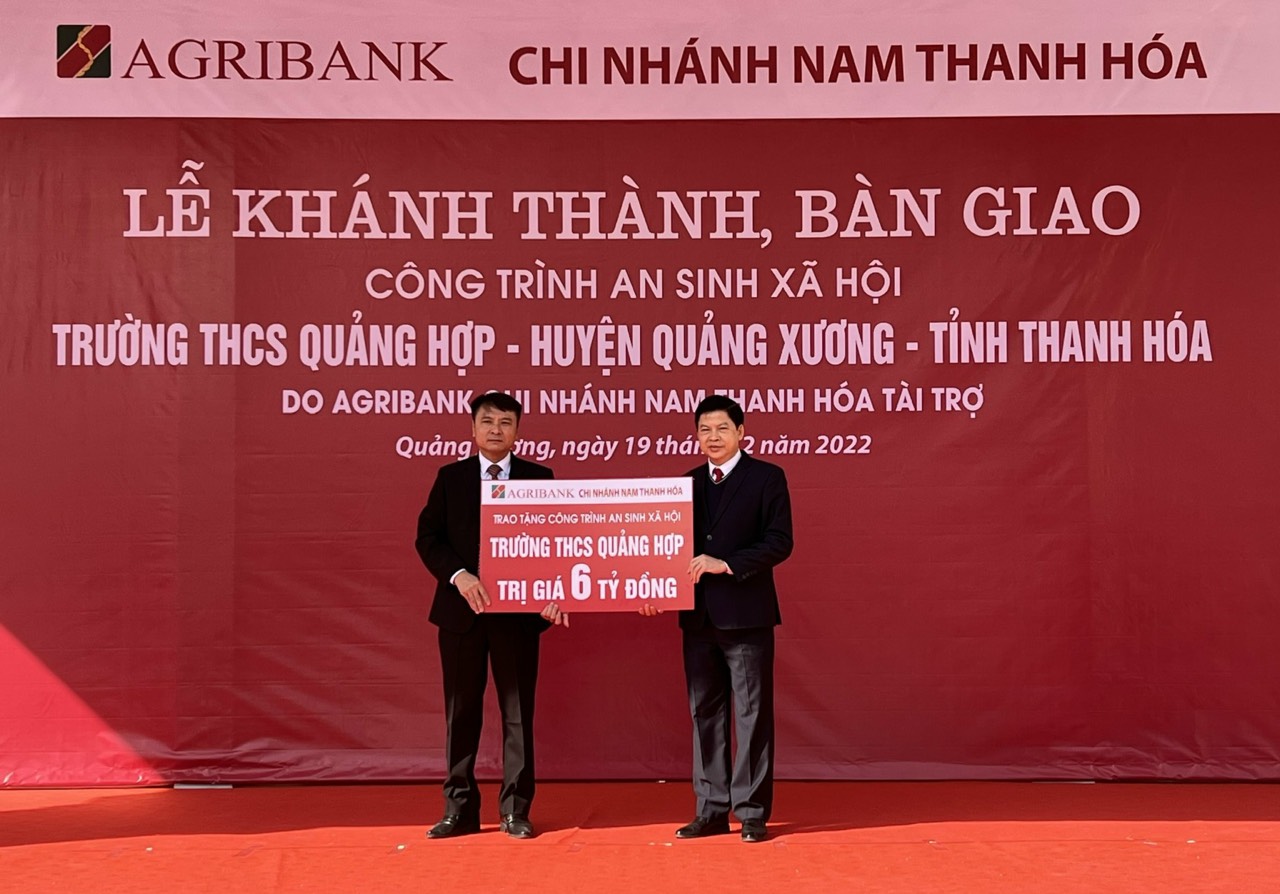 AGRIBANK CHI NHÁNH NAM THANH HÓA
LỄ KHÁNH THÀNH, BÀN GIAO
CÔNG TRÌNH AN SINH XÃ HỘI
TRƯỜNG THCS QUẢNG HỢP - HUYỆN QUẢNG XƯƠNG - TỈNH THANH HÓA
DO AGRIBANK NHÁNH NAM THANH HÓA TÀI TRỢ
Quảng ngày 19 năm 2022
AGRIBANK CHI NHÁNH NAM THANH HÓA
TRAO TẶNG CÔNG TRÌNH AN SINH XÃ HỘI
TRƯỜNG THCS QUẢNG HỢP
TRỊ GIÁ 6 TỶ ĐỒNG